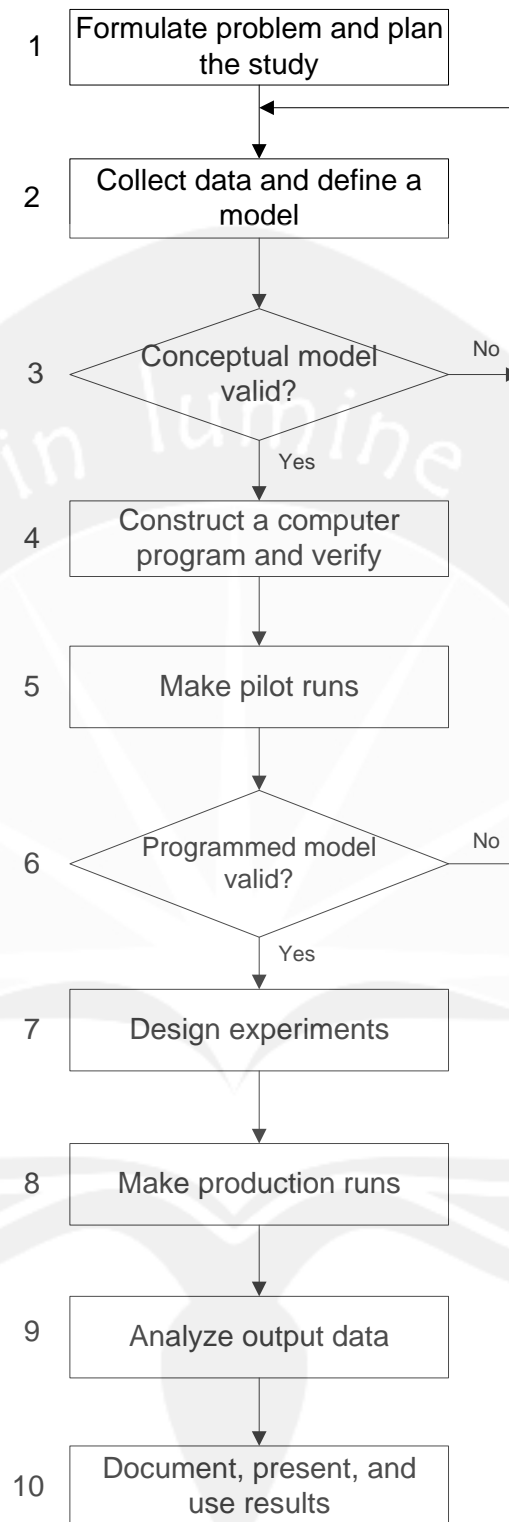 1
Formulate problem and plan
the study
2
Collect data and define a
model
3
Conceptual model
valid?
No
in lumine
Yes
4
Construct a computer
program and verify
5
Make pilot runs
6
Programmed model
valid?
No
Yes
7
Design experiments
8
Make production runs
9
Analyze output data
10
Document, present, and
use results